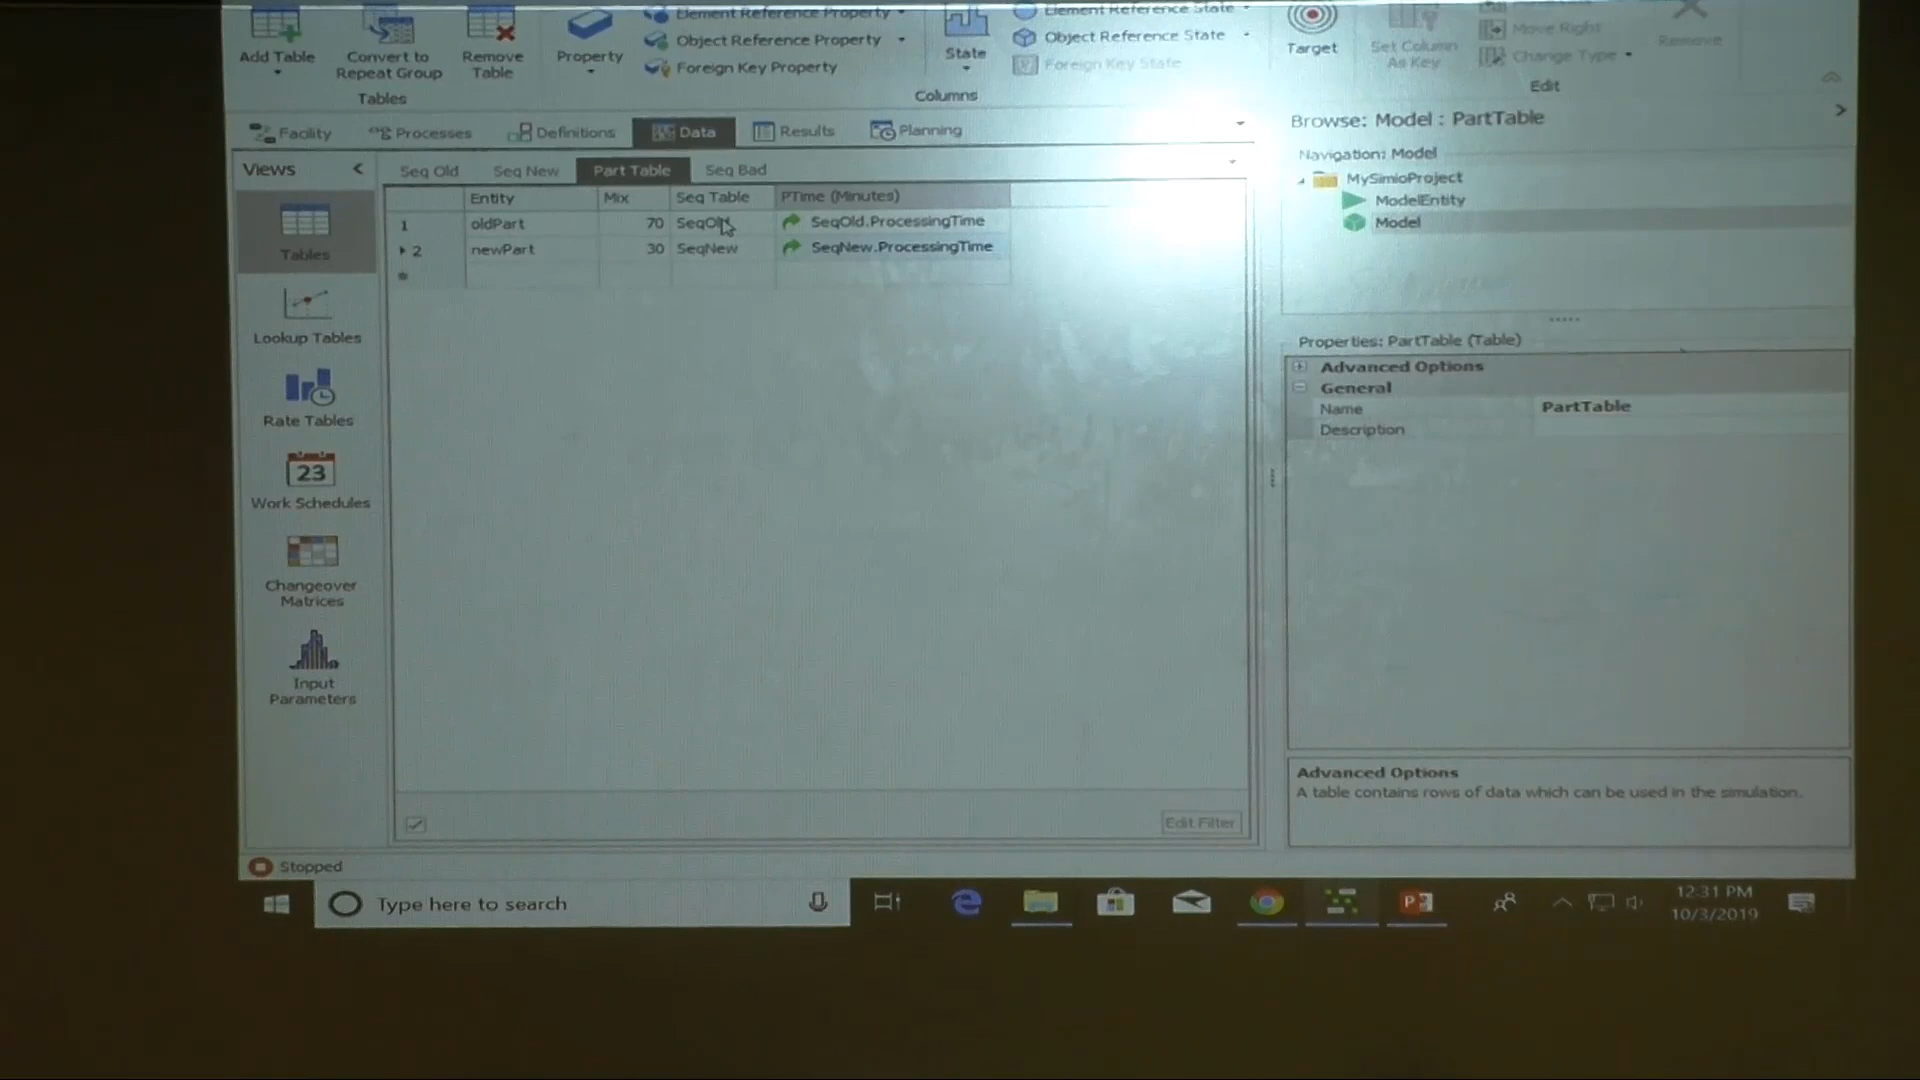 Add Table
Convert to
Repeat Group
Remove
Table
Tables
Property
Element Reference Property
Object Reference Property
Foreign Key Property
State
Element Reference State
Object Reference State
Foreign Key State
Columns
Target
Set Column
As Key
Move Right
Change Type
Remove
Edit
Facility
Processes
Definitions
Data
Results
Planning
Views
Seq Old
Seq New
Part Table
Seq Bad
Entity Mix Seq Table PTime (Minutes)
1 oldPart 70 SeqOld SeqOld.ProcessingTime
2 newPart 30 SeqNew SeqNew.ProcessingTime
Tables
Lookup Tables
Rate Tables
23
Work Schedules
Changeover
Matrices
Input
Parameters
Edit Filter
Browse: Model : PartTable
Navigation: Model
MySimioProject
ModelEntity
Model
Properties: PartTable (Table)
Advanced Options
General
Name PartTable
Description
Advanced Options
A table contains rows of data which can be used in the simulation.
Stopped
Type here to search
12:31 PM
10/3/2019